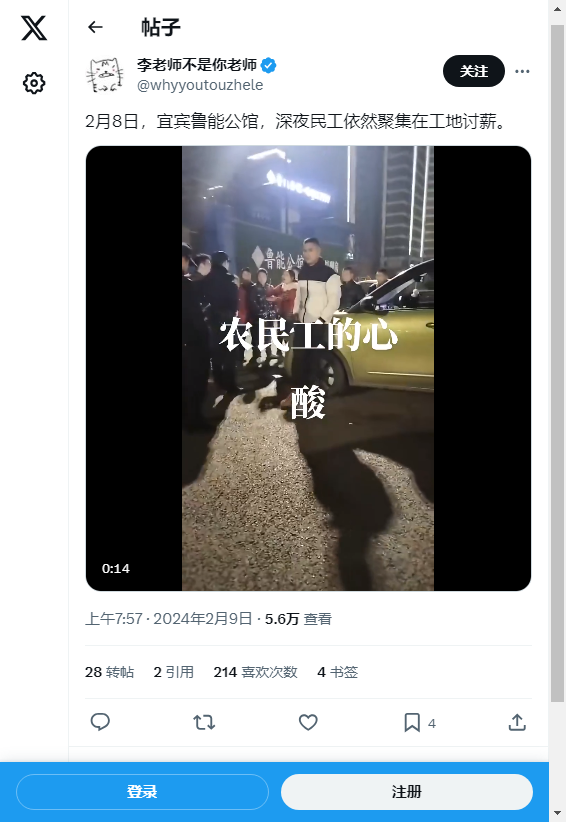 帖子
李老师不是你老师
@whyyoutouzhele
关注
2月8日，宜宾鲁能公馆，深夜民工依然聚集在工地讨薪。
鲁能公馆
农民工的心
酸
0:14
上午7:57 · 2024年2月9日 · 5.6万 查看
28 转帖 2 引用 214 喜欢次数 4 书签
4
登录
注册